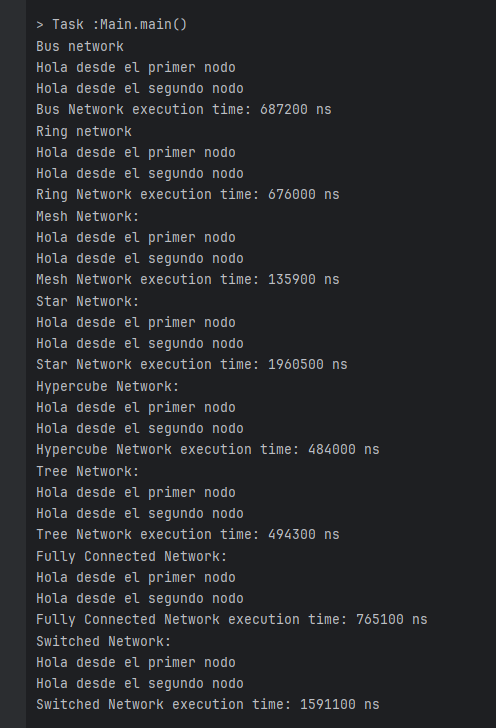 > Task :Main.main()
Bus network
Hola desde el primer nodo
Hola desde el segundo nodo
Bus Network execution time: 687200 ns
Ring network
Hola desde el primer nodo
Hola desde el segundo nodo
Ring Network execution time: 676000 ns
Mesh Network:
Hola desde el primer nodo
Hola desde el segundo nodo
Mesh Network execution time: 135900 ns
Star Network:
Hola desde el primer nodo
Hola desde el segundo nodo
Star Network execution time: 1960500 ns
Hypercube Network:
Hola desde el primer nodo
Hola desde el segundo nodo
Hypercube Network execution time: 484000 ns
Tree Network:
Hola desde el primer nodo
Hola desde el segundo nodo
Tree Network execution time: 494300 ns
Fully Connected Network:
Hola desde el primer nodo
Hola desde el segundo nodo
Fully Connected Network execution time: 765100 ns
Switched Network:
Hola desde el primer nodo
Hola desde el segundo nodo
Switched Network execution time: 1591100 ns